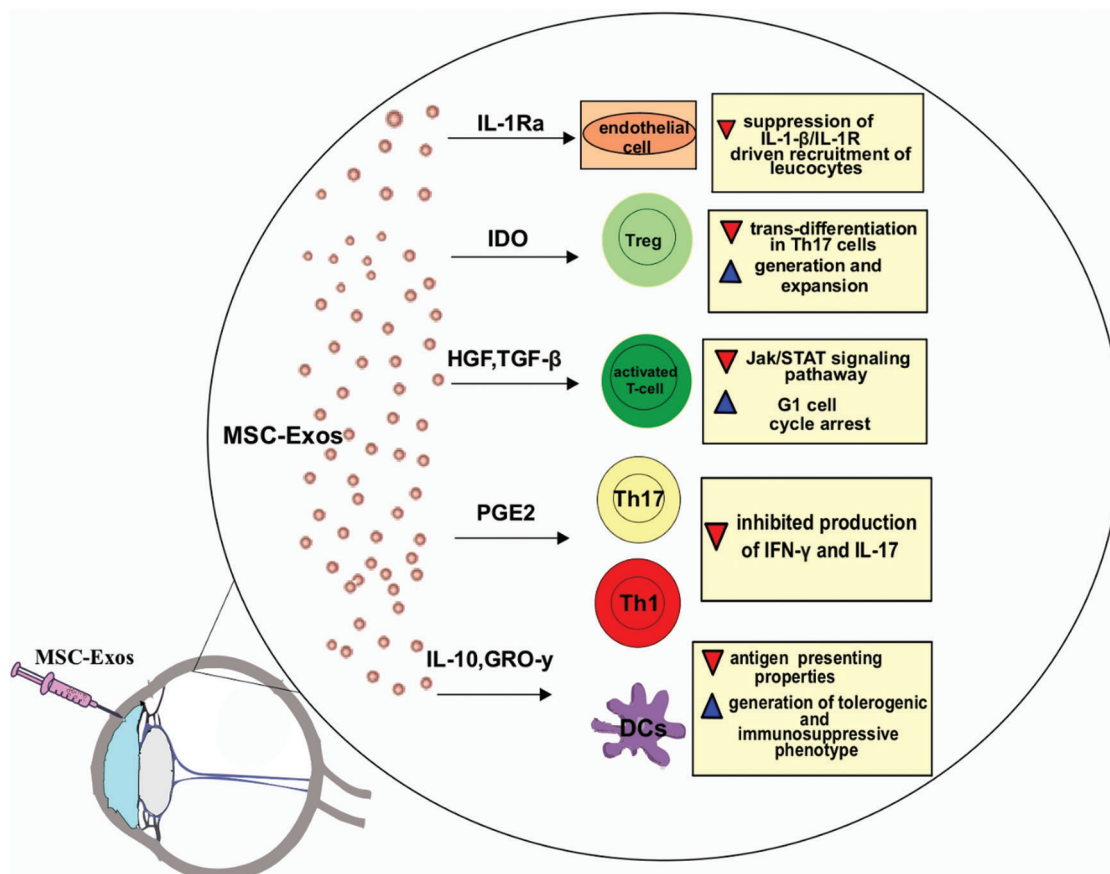 IL-1Ra
endothelial
cell
suppression of
IL-1-β/IL-1R
driven recruitment of
leucocytes
IDO
Treg
trans-differentiation
in Th17 cells
generation and
expansion
HGF,TGF-β
activated
T-cell
Jak/STAT signaling
pathaway
G1 cell
cycle arrest
MSC-Exos
PGE2
Th17
Th1
inhibited production
of IFN-γ and IL-17
IL-10,GRO-y
DCs
antigen presenting
properties
generation of tolerogenic
and
immunosuppressive
phenotype
MSC-Exos